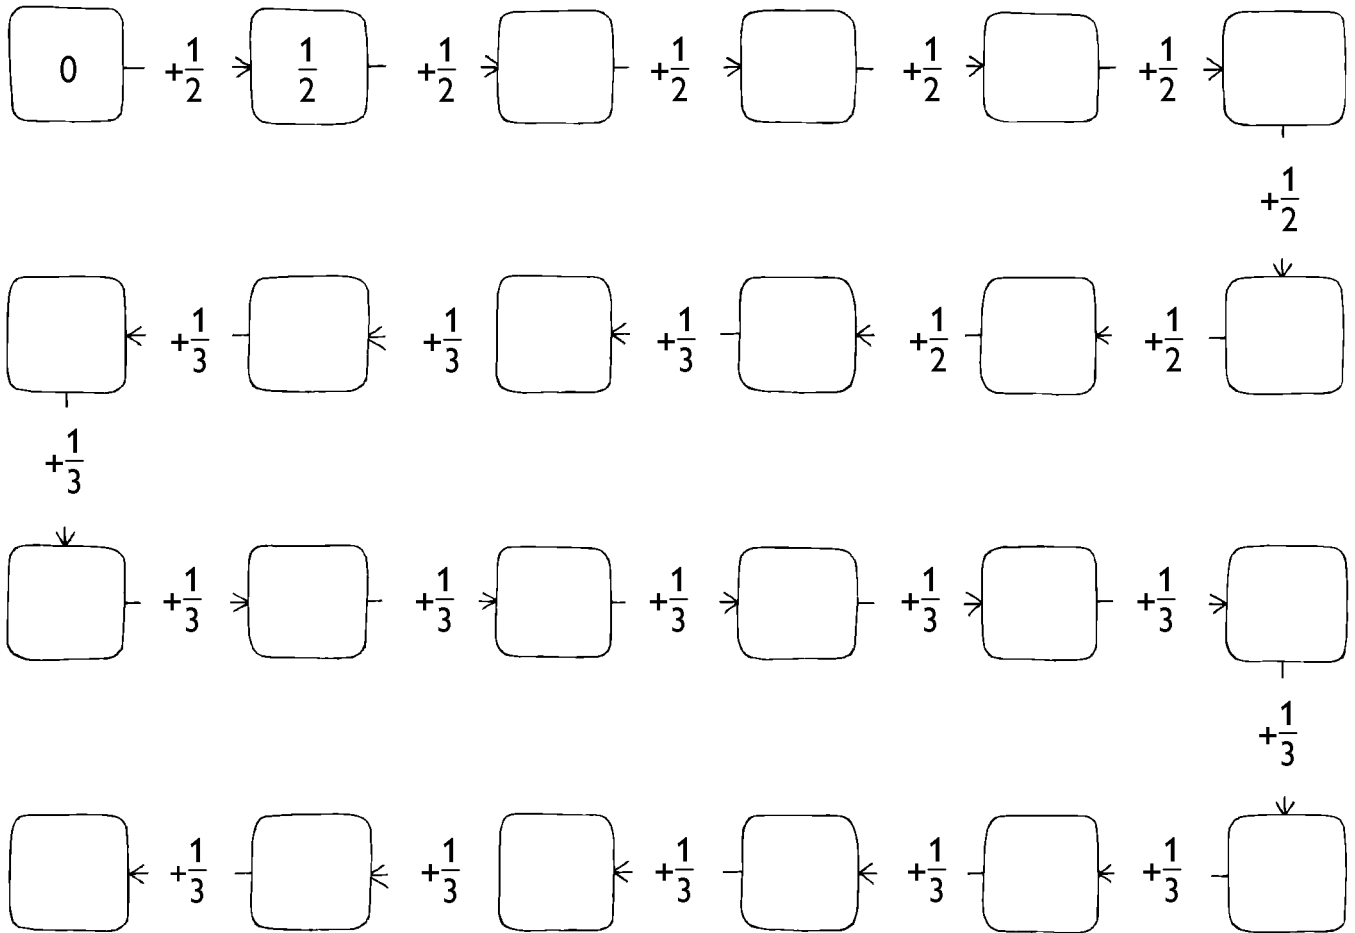 0 +1/2 1/2 +1/2 +1/2 +1/2 +1/2
+1/2
+1/3 +1/3 +1/3 +1/2 +1/2
+1/3
+1/3 +1/3 +1/3 +1/3 +1/3
+1/3
+1/3 +1/3 +1/3 +1/3 +1/3